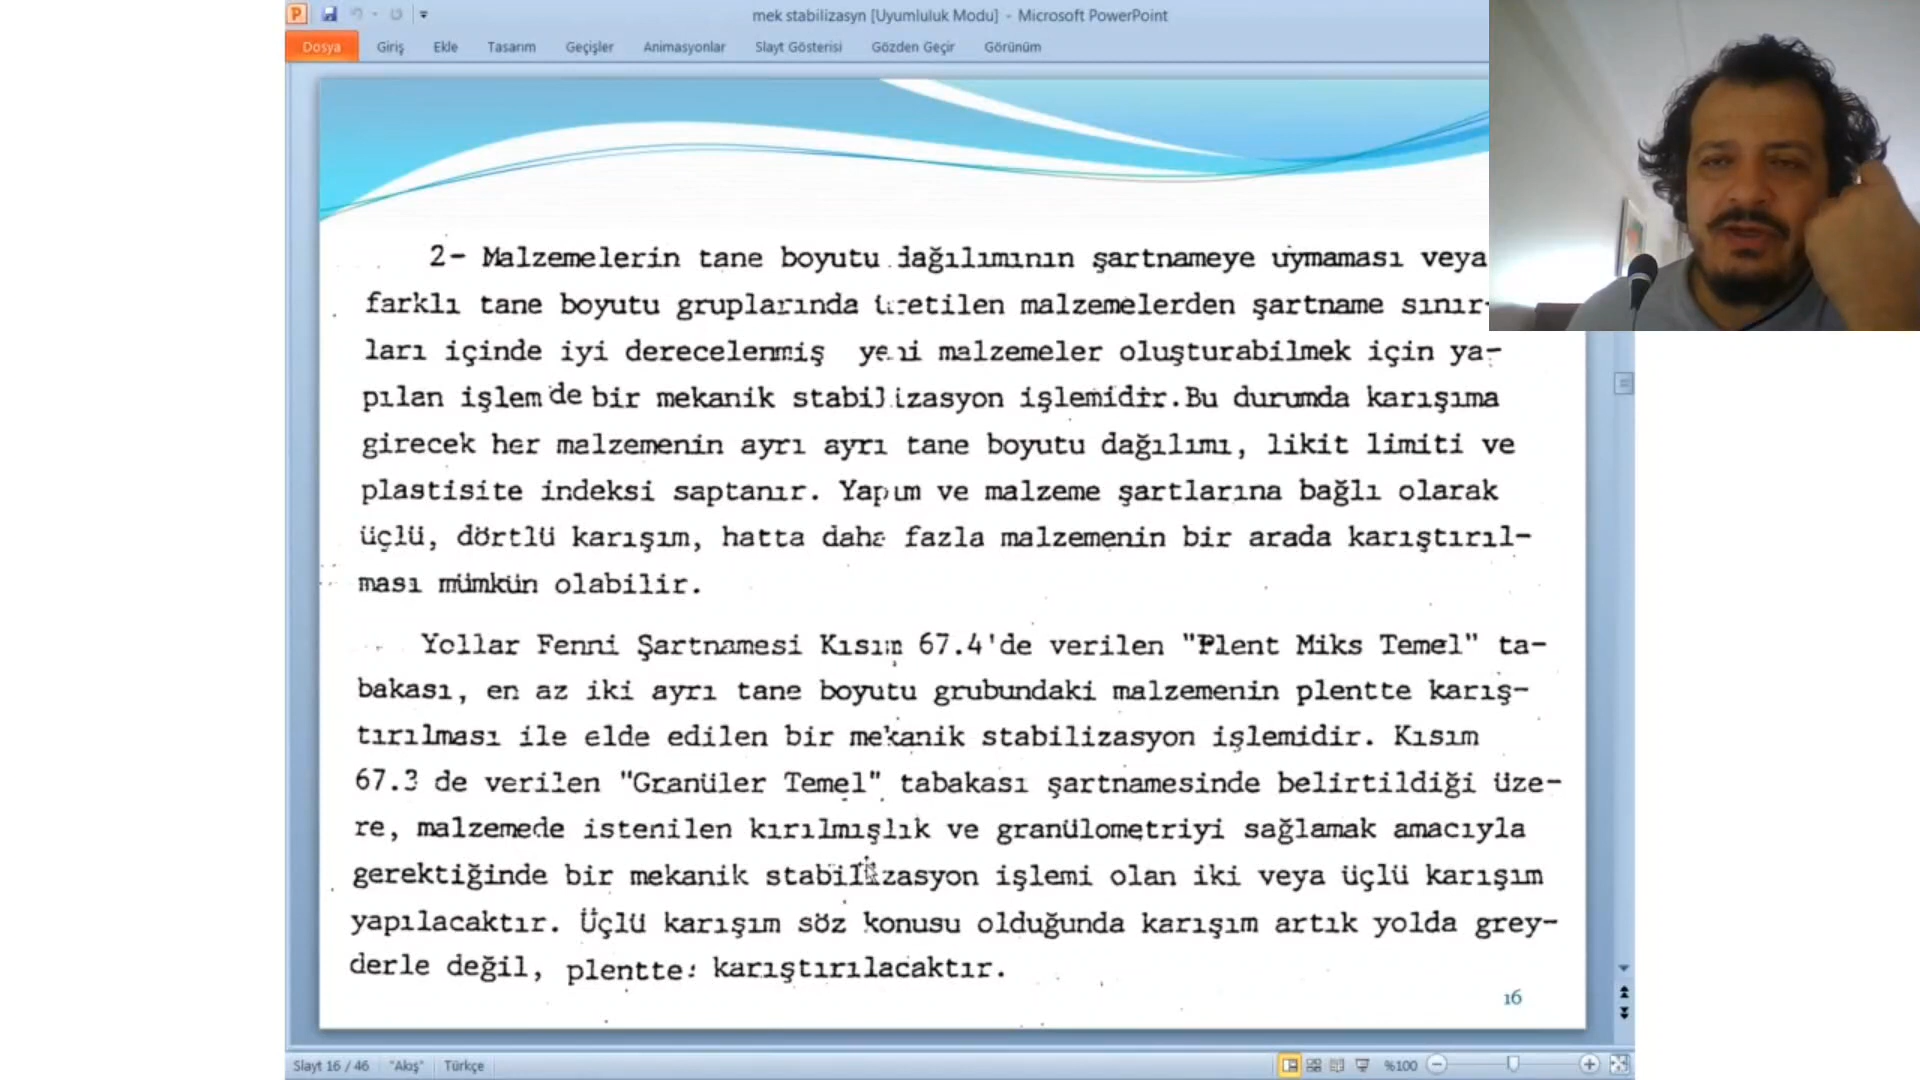 mek stabilizasyn [Uyumluluk Modu] - Microsoft PowerPoint
Dosya Giriş Ekle Tasarım Geçişler Animasyonlar Slayt Gösterisi Gözden Geçir Görünüm
2- Malzemelerin tane boyutu dağılımının şartnameye uymaması veya
farklı tane boyutu gruplarında üretilen malzemelerden şartname sınır-
ları içinde iyi derecelenmiş yeni malzemeler oluşturabilmek için ya-
pılan işlem de bir mekanik stabilizasyon işlemidir. Bu durumda karışıma
girecek her malzemenin ayrı ayrı tane boyutu dağılımı, likit limiti ve
plastisite indeksi saptanır. Yapım ve malzeme şartlarına bağlı olarak
üçlü, dörtlü karışım, hatta daha fazla malzemenin bir arada karıştırıl-
ması mümkün olabilir.
Yollar Fenni Şartnamesi Kısım 67.4'de verilen "Plent Miks Temel" ta-
bakası, en az iki ayrı tane boyutu grubundaki malzemenin plentte karış-
tırılması ile elde edilen bir mekanik stabilizasyon işlemidir. Kısım
67.3 de verilen "Granüler Temel" tabakası şartnamesinde belirtildiği üze-
re, malzemede istenilen kırılmışlık ve granülometriyi sağlamak amacıyla
gerektiğinde bir mekanik stabilizasyon işlemi olan iki veya üçlü karışım
yapılacaktır. Üçlü karışım söz konusu olduğunda karışım artık yolda grey-
derle değil, plentte karıştırılacaktır.
16
Slayt 16 / 46 "Akış" Türkçe %100